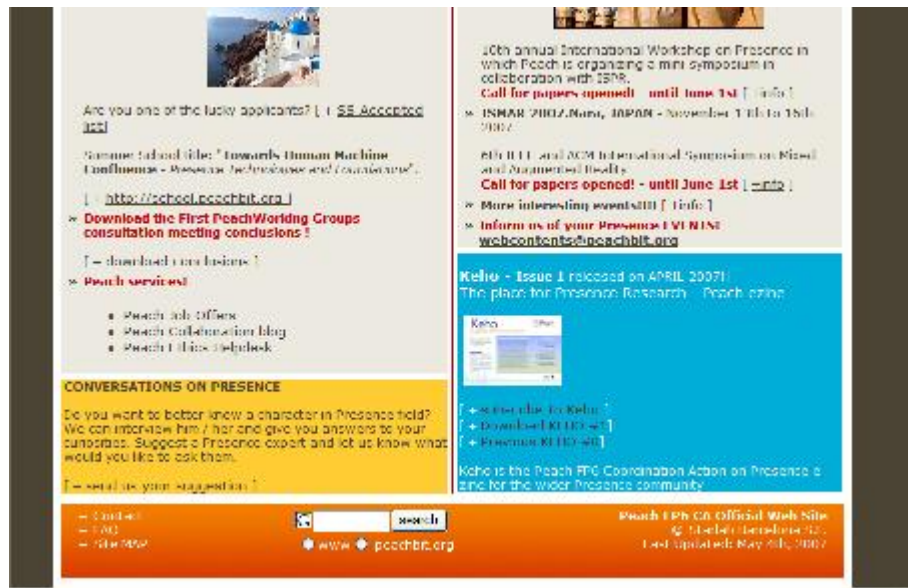 Are you one of the lucky applicants? [ + SS Accepted
list]
Summer School title: "Towards Human Machine
Confluence - Presence Technologies and Foundations".
[ + http://school.peachbit.org ]
» Download the First PeachWorking Groups
consultation meeting conclusions !
[ + download conclusions ]
» Peach services!
• Peach Job Offers
• Peach Collaboration blog
• Peach Ethics Helpdesk
CONVERSATIONS ON PRESENCE
Do you want to better know a character in Presence field?
We can interview him / her and give you answers to your
curiosities. Suggest a Presence expert and let us know what
would you like to ask them.
[ + send us your suggestion ]
10th annual International Workshop on Presence in
which Peach is organizing a mini symposium in
collaboration with ISPR.
Call for papers opened! - until June 1st [ +info ]
» ISMAR 2007.Nara, JAPAN - November 13th to 16th
2007
6th IEEE and ACM International Symposium on Mixed
and Augmented Reality
Call for papers opened! - until June 1st [ +info ]
» More interesting events!!!! [ +info ]
» Inform us of your Presence EVENTS!
webcontents@peachbit.org
Keho - Issue 1 released on APRIL 2007!!
The place for Presence Research - Peach ezine
Keho
[ + subscribe to Keho ]
[ + Download KEHO #1]
[ + Previous KEHO #0]
Keho is the Peach FP6 Coordination Action on Presence e-
zine for the wider Presence community
+ Contact
+ FAQ
+ Site MAP
G search
www peachbit.org
Peach FP6 CA Official Web Site
© Starlab Barcelona S.L.
Last Updated: May 4th, 2007